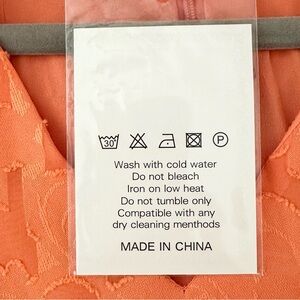 30 P
Wash with cold water
Do not bleach
Iron on low heat
Do not tumble only
Compatible with any
dry cleaning menthods
MADE IN CHINA